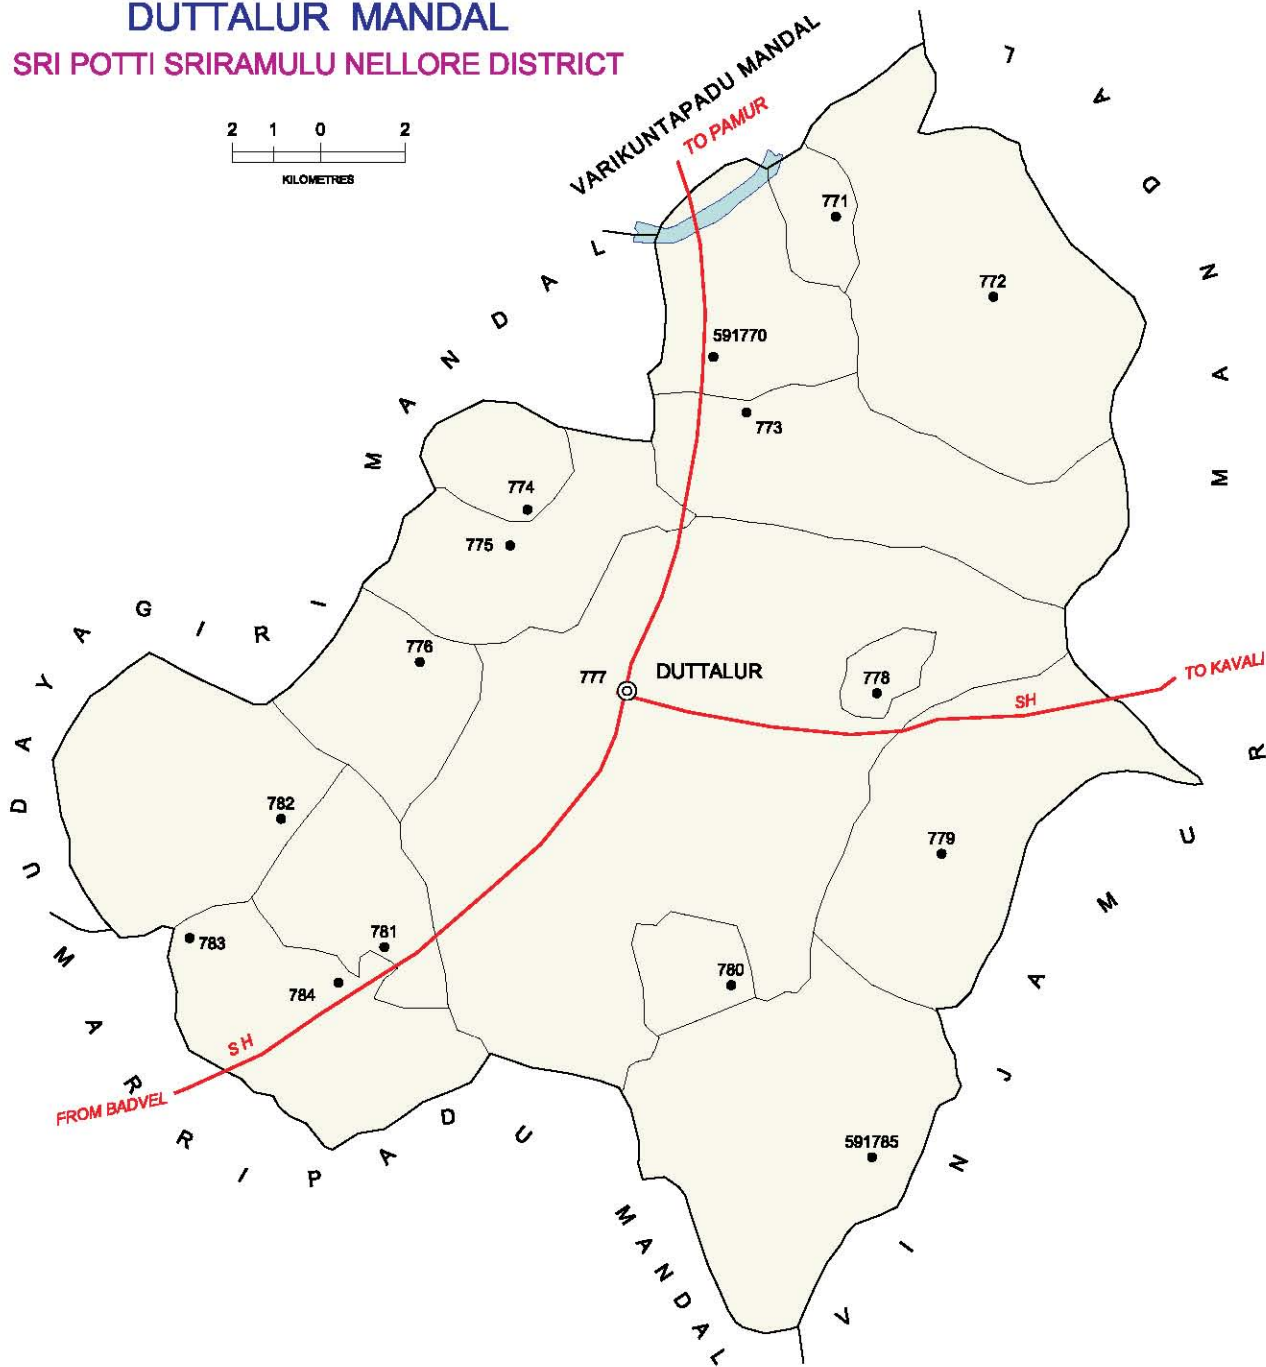 DUTTALUR MANDAL
SRI POTTI SRIRAMULU NELLORE DISTRICT
2 1 0 2
KILOMETRES
VARIKUNTAPADU MANDAL
TO PAMUR
771
772
591770
773
774
775
776
777
DUTTALUR
778
TO KAVALI
SH
779
782
783
781
784
780
SH
FROM BADVEL
591785
UDAYAGIRI MANDAL
MARRIPADU MANDAL
VINJAMUR MANDAL